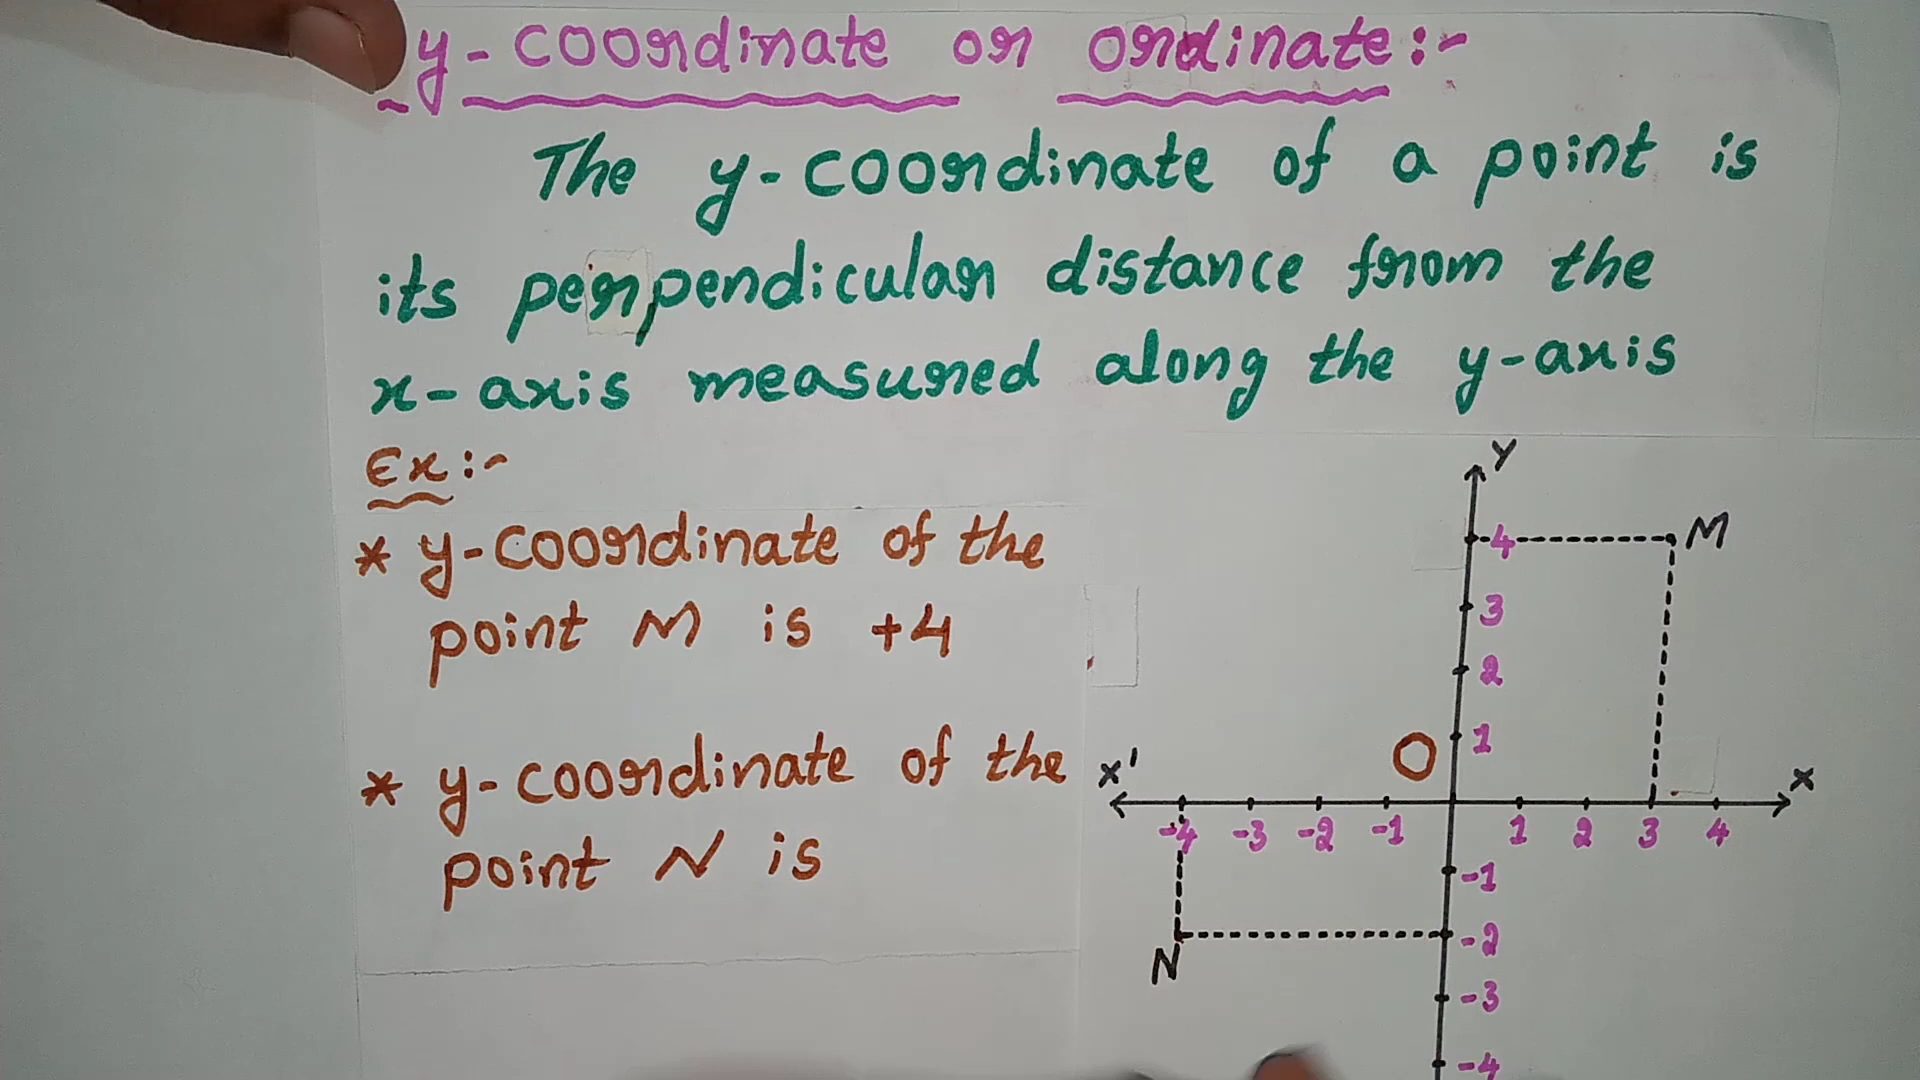 y-coordinate or ordinate:-
The y-coordinate of a point is
its perpendicular distance from the
x-axis measured along the y-axis
Ex:-
* y-coordinate of the
point M is +4
* y-coordinate of the
point N is
Y
4 M
3
2
1
O
X' X
-4 -3 -2 -1 1 2 3 4
-1
-2
N
-3
-4